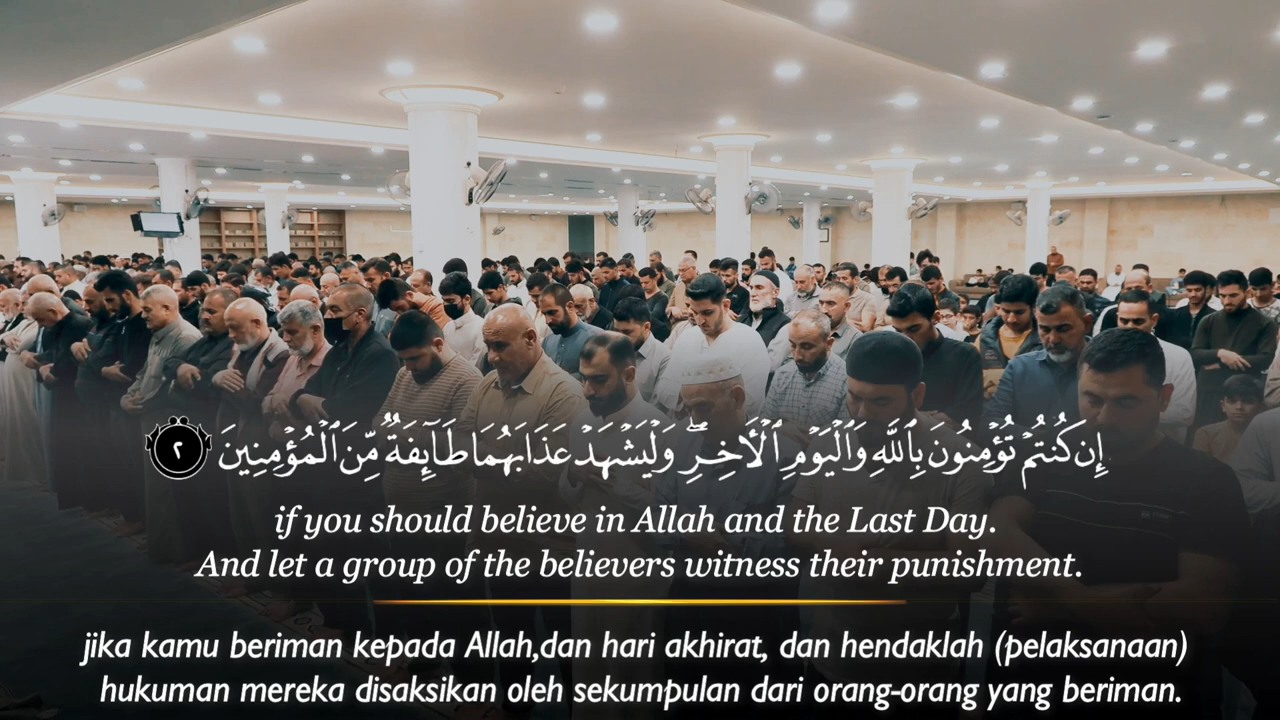 إِن كُنتُمْ تُؤْمِنُونَ بِٱللَّهِ وَٱلْيَوْمِ ٱلْءَاخِرِ ۖ وَلْيَشْهَدْ عَذَابَهُمَا طَآئِفَةٌ مِّنَ ٱلْمُؤْمِنِينَ ٢
if you should believe in Allah and the Last Day.
And let a group of the believers witness their punishment.
jika kamu beriman kepada Allah,dan hari akhirat, dan hendaklah (pelaksanaan)
hukuman mereka disaksikan oleh sekumpulan dari orang-orang yang beriman.